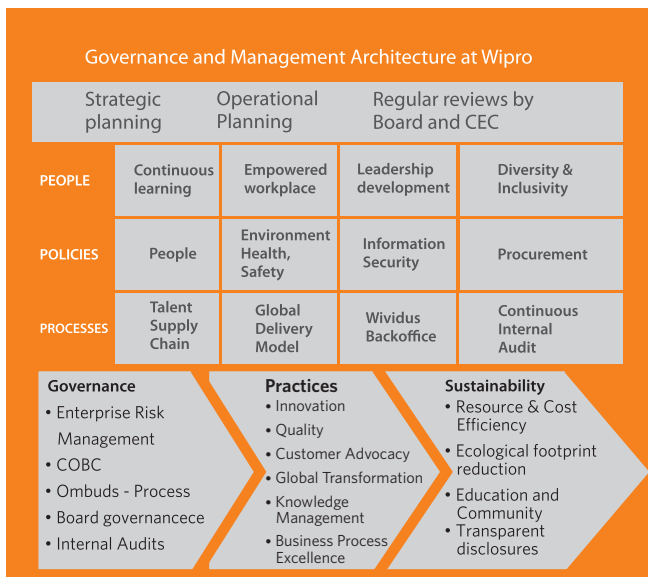 Governance and Management Architecture at Wipro
Strategic planning
Operational Planning
Regular reviews by Board and CEC
PEOPLE
Continuous learning
Empowered workplace
Leadership development
Diversity & Inclusivity
POLICIES
People
Environment Health, Safety
Information Security
Procurement
PROCESSES
Talent Supply Chain
Global Delivery Model
Wividus Backoffice
Continuous Internal Audit
Governance
• Enterprise Risk
Management
• COBC
• Ombuds - Process
• Board governancece
• Internal Audits
Practices
• Innovation
• Quality
• Customer Advocacy
• Global Transformation
• Knowledge
Management
• Business Process
Excellence
Sustainability
• Resource & Cost
Efficiency
• Ecological footprint
reduction
• Education and
Community
• Transparent
disclosures